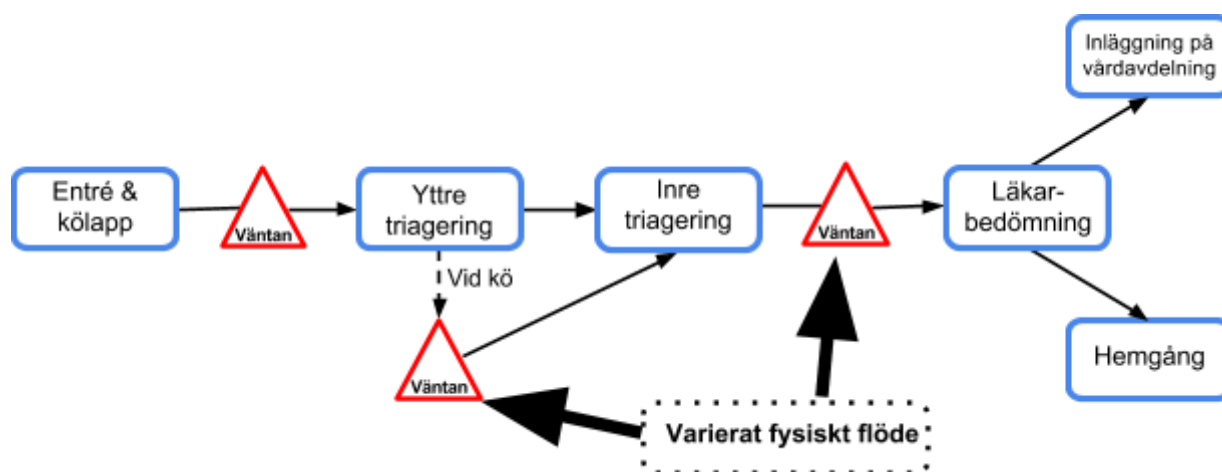 Inläggning på
vårdavdelning
Entré &
kölapp
Väntan
Yttre
triagering
Inre
triagering
Väntan
Läkar-
bedömning
Vid kö
Väntan
Hemgång
Varierat fysiskt flöde